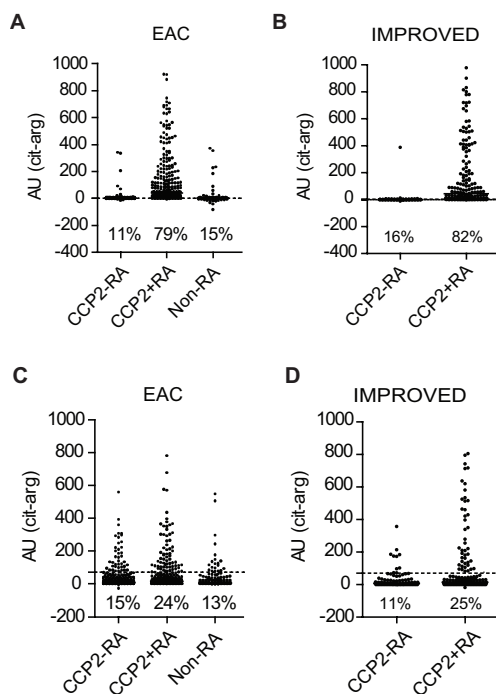 A
EAC
AU (cit-arg)
1000
800
600
400
200
0
-200
-400
11%
79%
15%
CCP2-RA
CCP2+RA
Non-RA
B
IMPROVED
AU (cit-arg)
1000
800
600
400
200
0
-200
-400
16%
82%
CCP2-RA
CCP2+RA
C
EAC
AU (cit-arg)
1000
800
600
400
200
0
-200
15%
24%
13%
CCP2-RA
CCP2+RA
Non-RA
D
IMPROVED
AU (cit-arg)
1000
800
600
400
200
0
-200
11%
25%
CCP2-RA
CCP2+RA